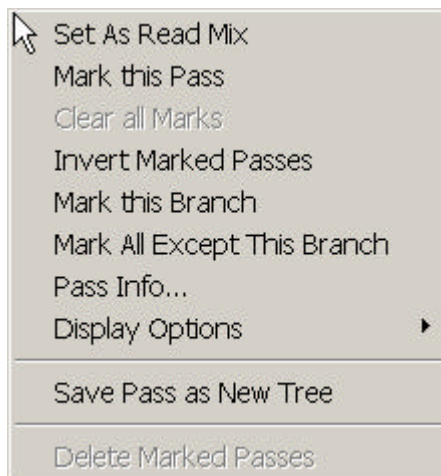 Set As Read Mix
Mark this Pass
Clear all Marks
Invert Marked Passes
Mark this Branch
Mark All Except This Branch
Pass Info...
Display Options
Save Pass as New Tree
Delete Marked Passes